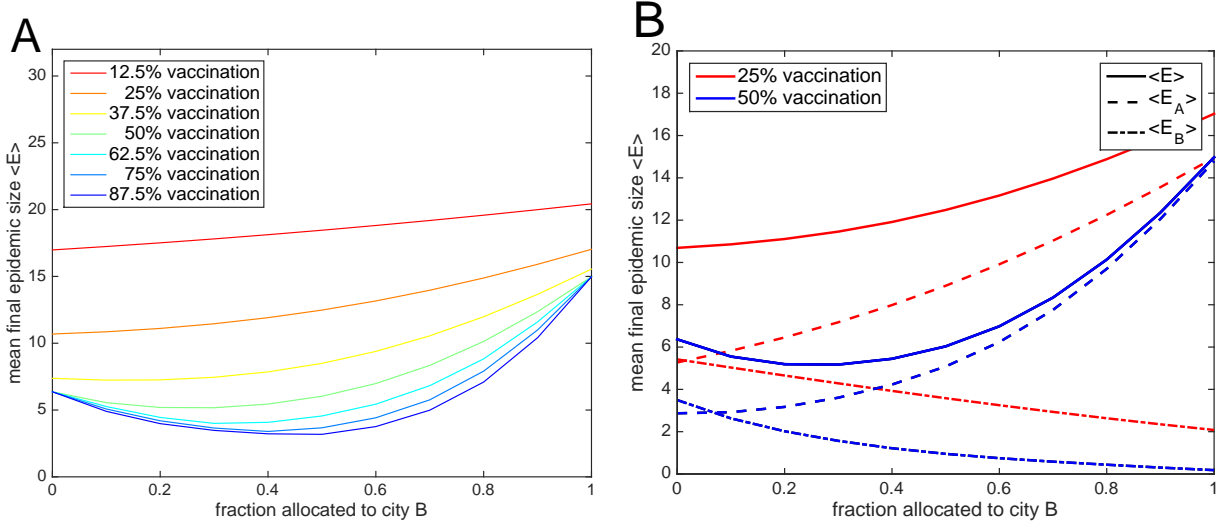 A
mean final epidemic size <E>
30
25
20
15
10
5
0
12.5% vaccination
25% vaccination
37.5% vaccination
50% vaccination
62.5% vaccination
75% vaccination
87.5% vaccination
0 0.2 0.4 0.6 0.8 1
fraction allocated to city B
B
mean final epidemic size <E>
20
18
16
14
12
10
8
6
4
2
0
25% vaccination
50% vaccination
<E>
<E_A>
<E_B>
0 0.2 0.4 0.6 0.8 1
fraction allocated to city B